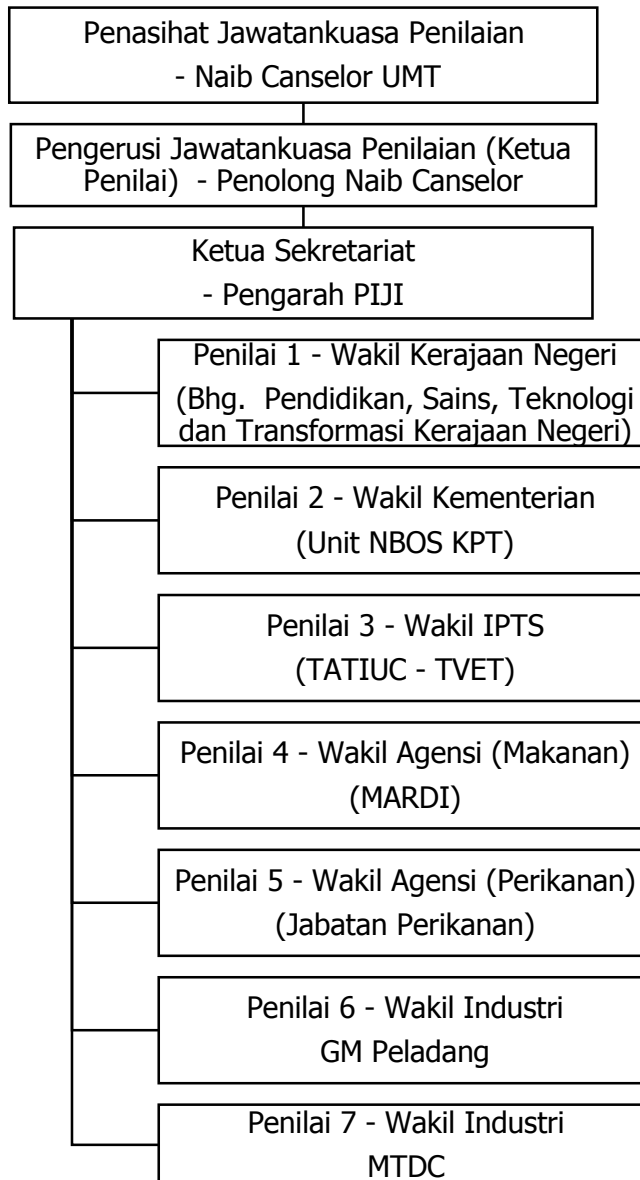 Penasihat Jawatankuasa Penilaian
- Naib Canselor UMT
Pengerusi Jawatankuasa Penilaian (Ketua
Penilai) - Penolong Naib Canselor
Ketua Sekretariat
- Pengarah PIJI
Penilai 1 - Wakil Kerajaan Negeri
(Bhg. Pendidikan, Sains, Teknologi
dan Transformasi Kerajaan Negeri)
Penilai 2 - Wakil Kementerian
(Unit NBOS KPT)
Penilai 3 - Wakil IPTS
(TATIUC - TVET)
Penilai 4 - Wakil Agensi (Makanan)
(MARDI)
Penilai 5 - Wakil Agensi (Perikanan)
(Jabatan Perikanan)
Penilai 6 - Wakil Industri
GM Peladang
Penilai 7 - Wakil Industri
MTDC